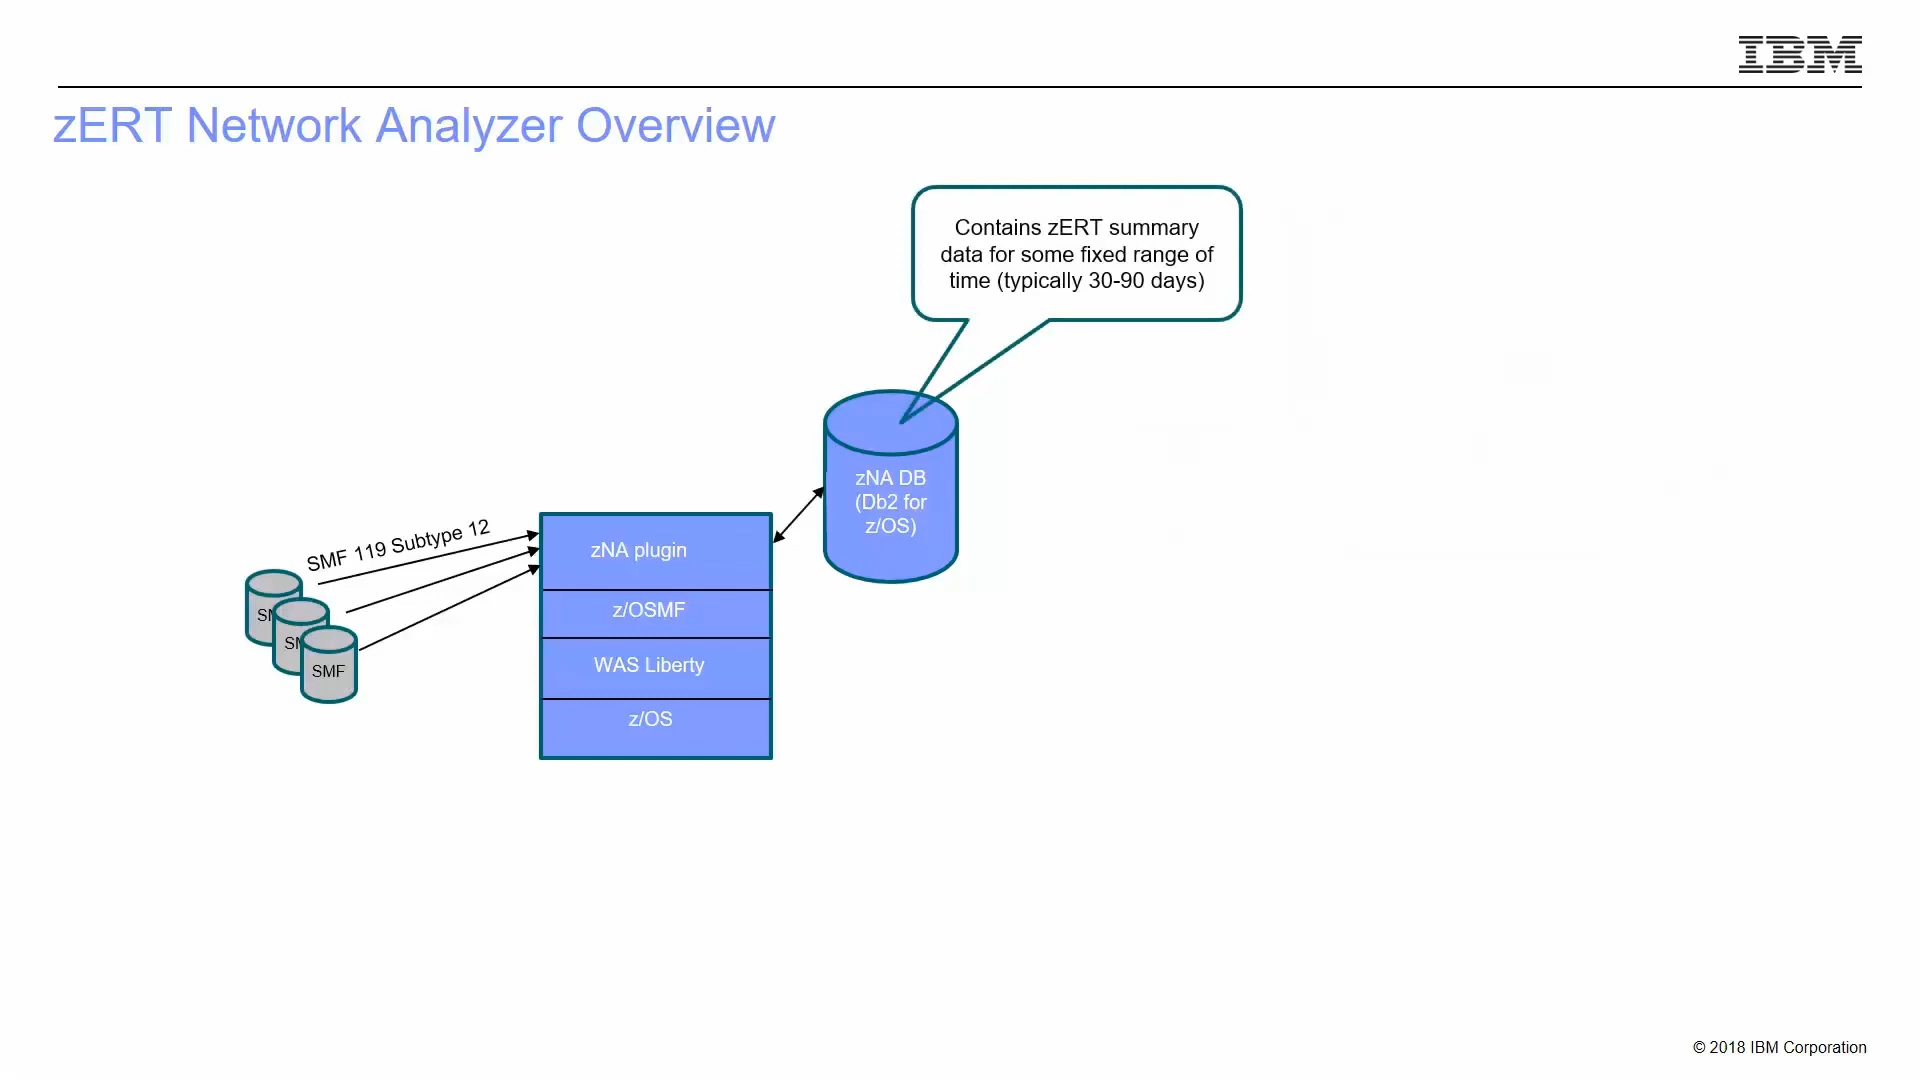 IBM
zERT Network Analyzer Overview
Contains zERT summary
data for some fixed range of
time (typically 30-90 days)
zNA DB
(Db2 for
z/OS)
SMF 119 Subtype 12
zNA plugin
z/OSMF
WAS Liberty
z/OS
SM
SM
SMF
© 2018 IBM Corporation